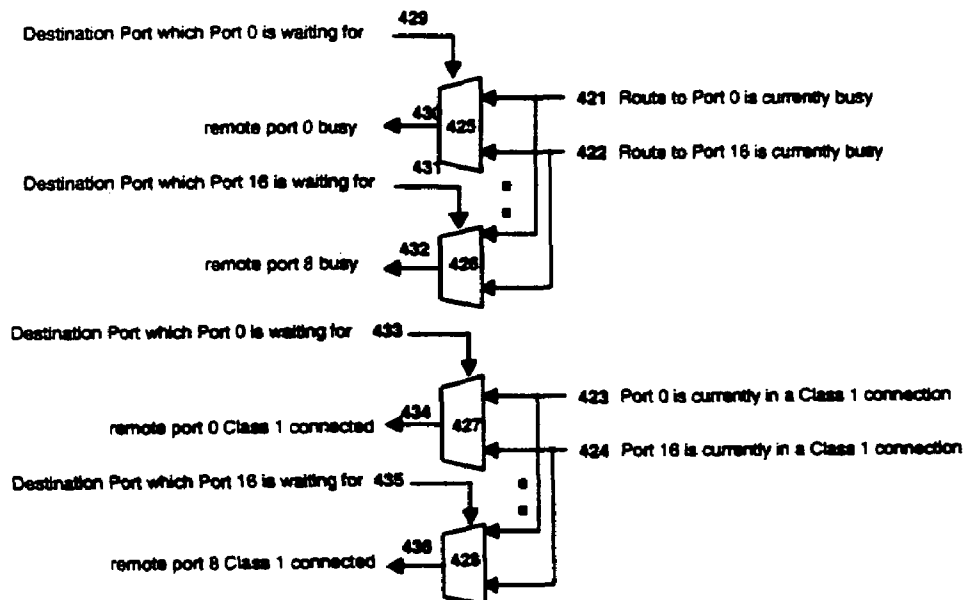 429
Destination Port which Port 0 is waiting for
421 Route to Port 0 is currently busy
430
425
remote port 0 busy
422 Route to Port 16 is currently busy
431
Destination Port which Port 16 is waiting for
432
426
remote port 8 busy
Destination Port which Port 0 is waiting for 433
423 Port 0 is currently in a Class 1 connection
434
427
remote port 0 Class 1 connected
424 Port 16 is currently in a Class 1 connection
Destination Port which Port 16 is waiting for 435
436
428
remote port 8 Class 1 connected